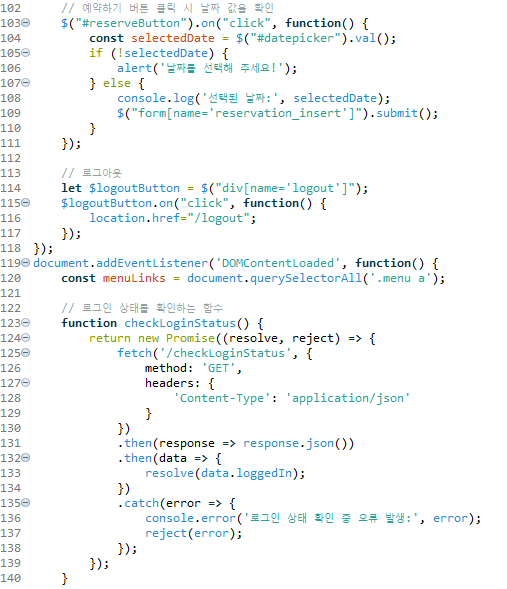 102 // 예약하기 버튼 클릭 시 날짜 값을 확인
103 $("#reserveButton").on("click", function() {
104 const selectedDate = $("#datepicker").val();
105 if (!selectedDate) {
106 alert('날짜를 선택해 주세요!');
107 } else {
108 console.log('선택된 날짜:', selectedDate);
109 $("form[name='reservation_insert']").submit();
110 }
111 });
112
113 // 로그아웃
114 let $logoutButton = $("div[name='logout']");
115 $logoutButton.on("click", function() {
116 location.href="/logout";
117 });
118 });
119 document.addEventListener('DOMContentLoaded', function() {
120 const menuLinks = document.querySelectorAll('.menu a');
121
122 // 로그인 상태를 확인하는 함수
123 function checkLoginStatus() {
124 return new Promise((resolve, reject) => {
125 fetch('/checkLoginStatus', {
126 method: 'GET',
127 headers: {
128 'Content-Type': 'application/json'
129 }
130 })
131 .then(response => response.json())
132 .then(data => {
133 resolve(data.loggedIn);
134 })
135 .catch(error => {
136 console.error('로그인 상태 확인 중 오류 발생:', error);
137 reject(error);
138 });
139 });
140 }